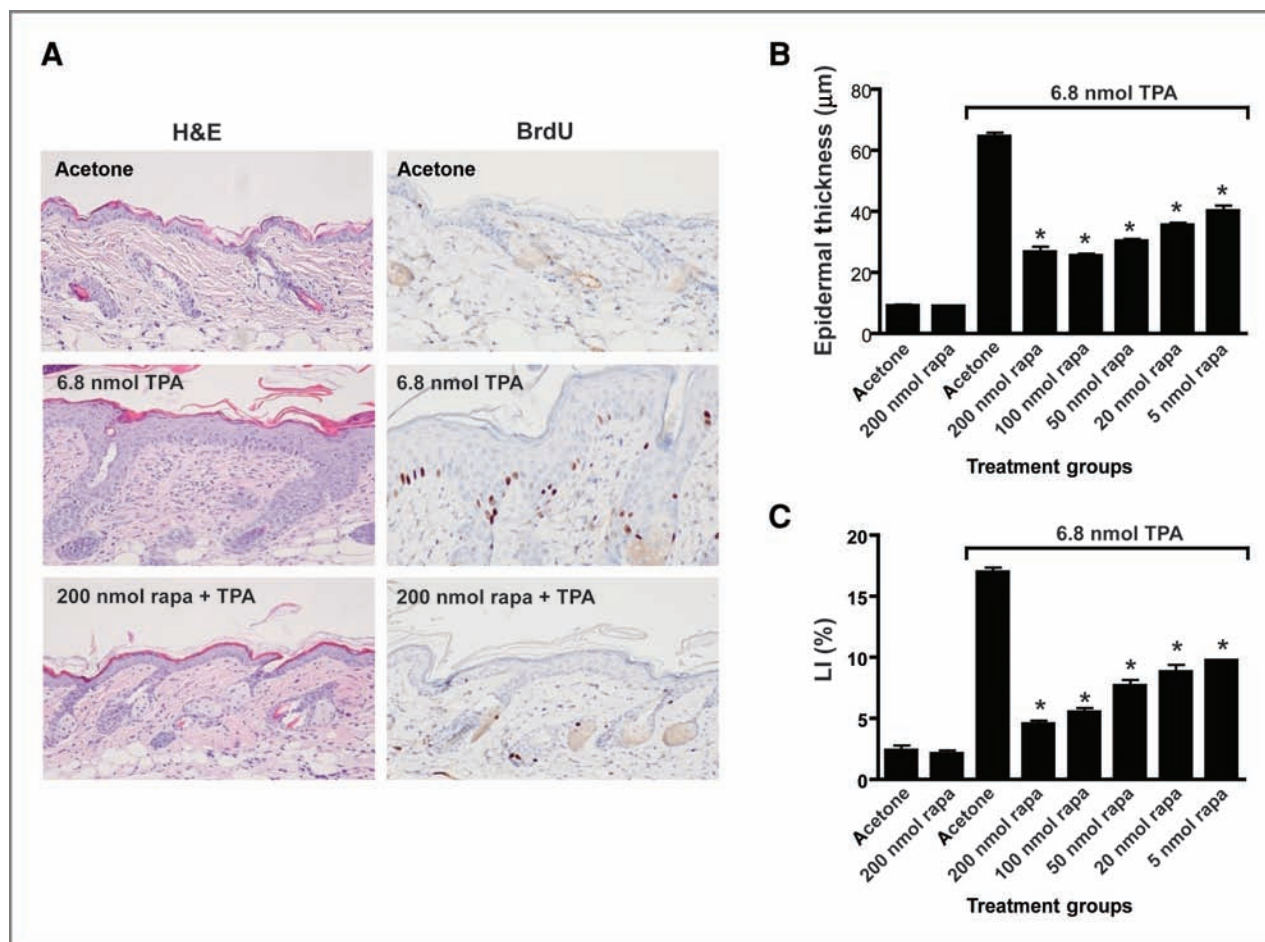 A
H&E
BrdU
Acetone
Acetone
6.8 nmol TPA
6.8 nmol TPA
200 nmol rapa + TPA
200 nmol rapa + TPA
B
6.8 nmol TPA
Epidermal thickness (μm)
80
60
40
20
0
*
*
*
*
*
Acetone
200 nmol rapa
Acetone
200 nmol rapa
100 nmol rapa
50 nmol rapa
20 nmol rapa
5 nmol rapa
Treatment groups
C
6.8 nmol TPA
LI (%)
20
15
10
5
0
*
*
*
*
*
Acetone
200 nmol rapa
Acetone
200 nmol rapa
100 nmol rapa
50 nmol rapa
20 nmol rapa
5 nmol rapa
Treatment groups